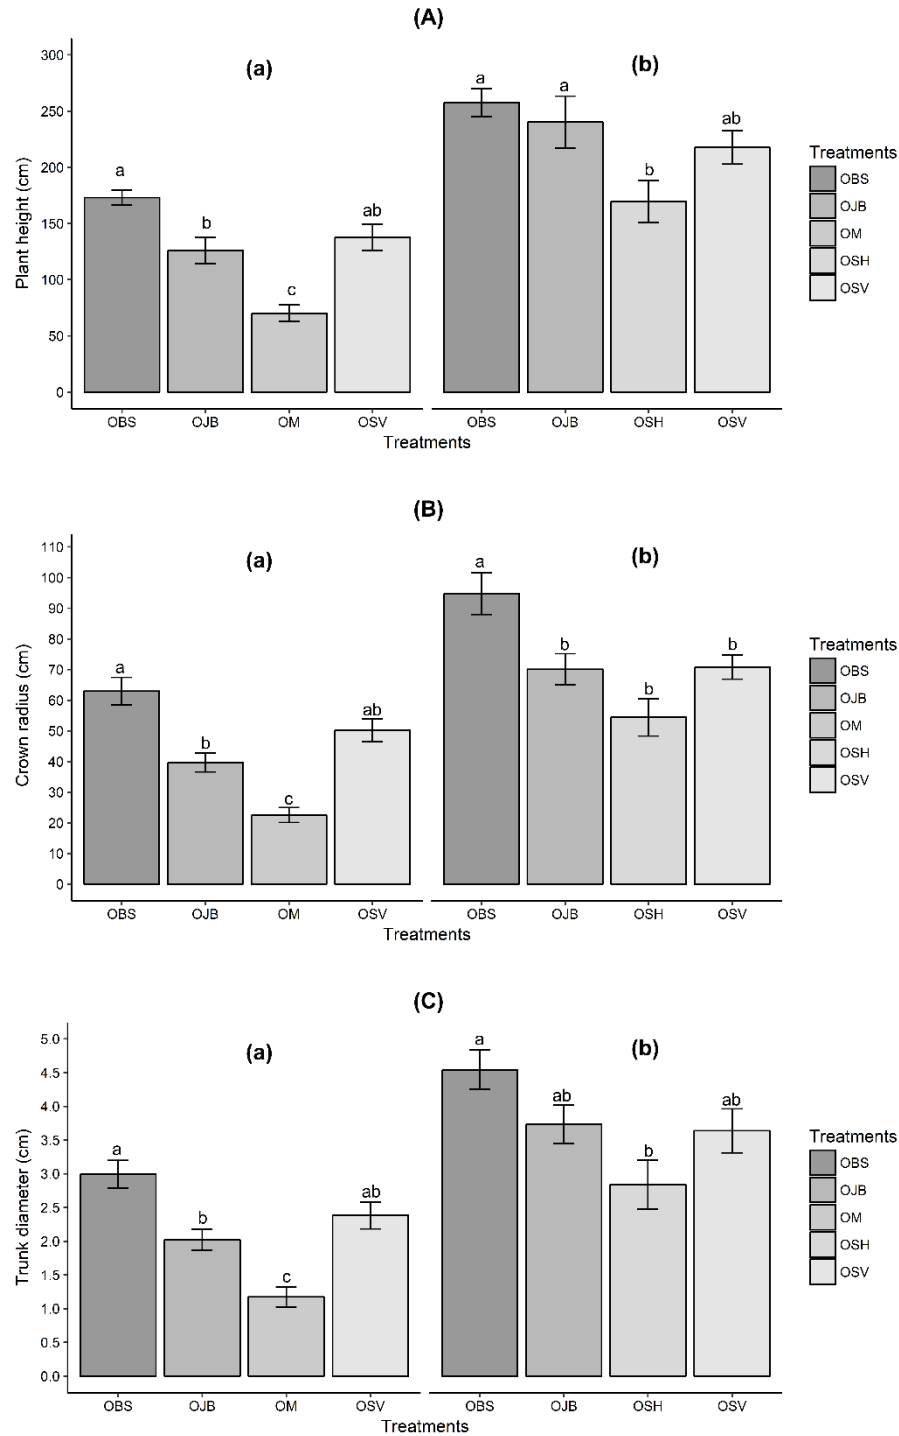 (A)
(a)
(b)
Plant height (cm)
300
250
200
150
100
50
0
a
b
c
ab
a
a
b
ab
OBS OJB OM OSV OBS OJB OSH OSV
Treatments
Treatments
OBS
OJB
OM
OSH
OSV
(B)
(a)
(b)
Crown radius (cm)
110
100
90
80
70
60
50
40
30
20
10
0
a
b
c
ab
a
b
b
b
OBS OJB OM OSV OBS OJB OSH OSV
Treatments
Treatments
OBS
OJB
OM
OSH
OSV
(C)
(a)
(b)
Trunk diameter (cm)
5.0
4.5
4.0
3.5
3.0
2.5
2.0
1.5
1.0
0.5
0.0
a
b
c
ab
a
ab
b
ab
OBS OJB OM OSV OBS OJB OSH OSV
Treatments
Treatments
OBS
OJB
OM
OSH
OSV